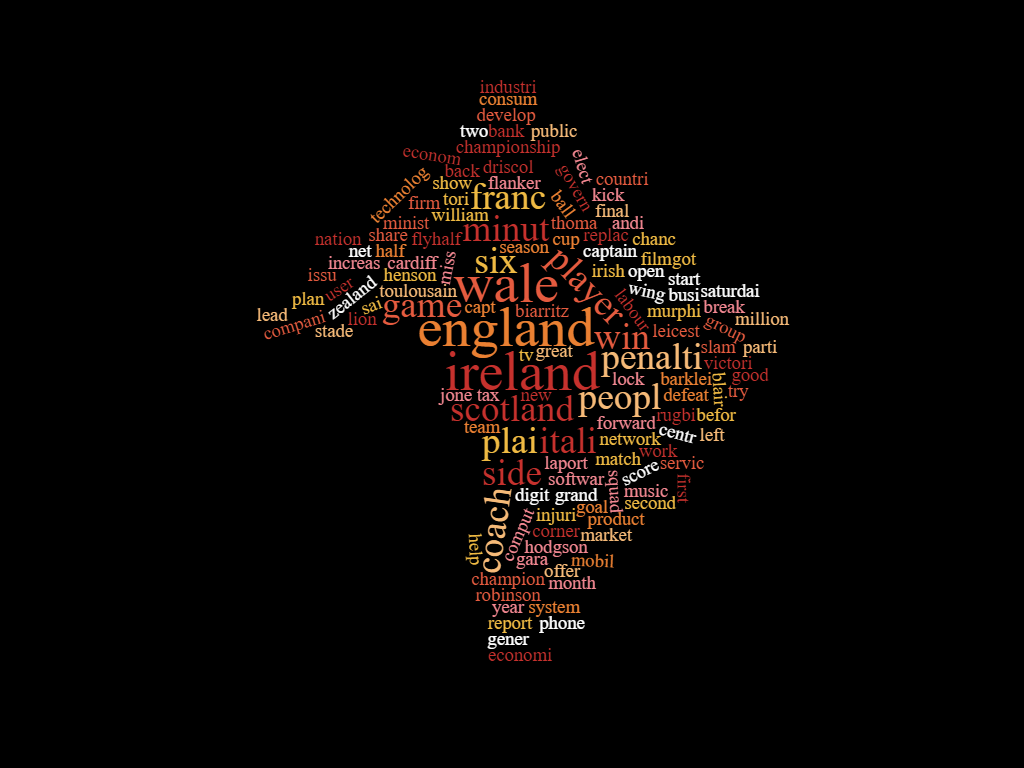 industri
consum
develop
two bank public
championship
econom elect
back driscol govern countri
technolog show flanker kick
firm tori franc ball final
william minut thoma andi
minist
nation share flyhalf season cup replac chanc
net half miss captain filmgot
increas cardiff six player irish open start
issu user henson
plan zealand sai toulousain wale labour wing busi saturdai
lead lion game capt biarritz murphi break
compani stade england win leicest group million
tv great penalti slam parti
ireland lock barklei blair victori good
jone tax new peopl defeat try
scotland rugbi befor
team forward centr left
plai itali network work
side laport match score servic
softwar squad music first
coach digit grand second
injuri goal product
help comput corner market
hodgson
gara mobil
offer
champion month
robinson
year system
report phone
gener
economi